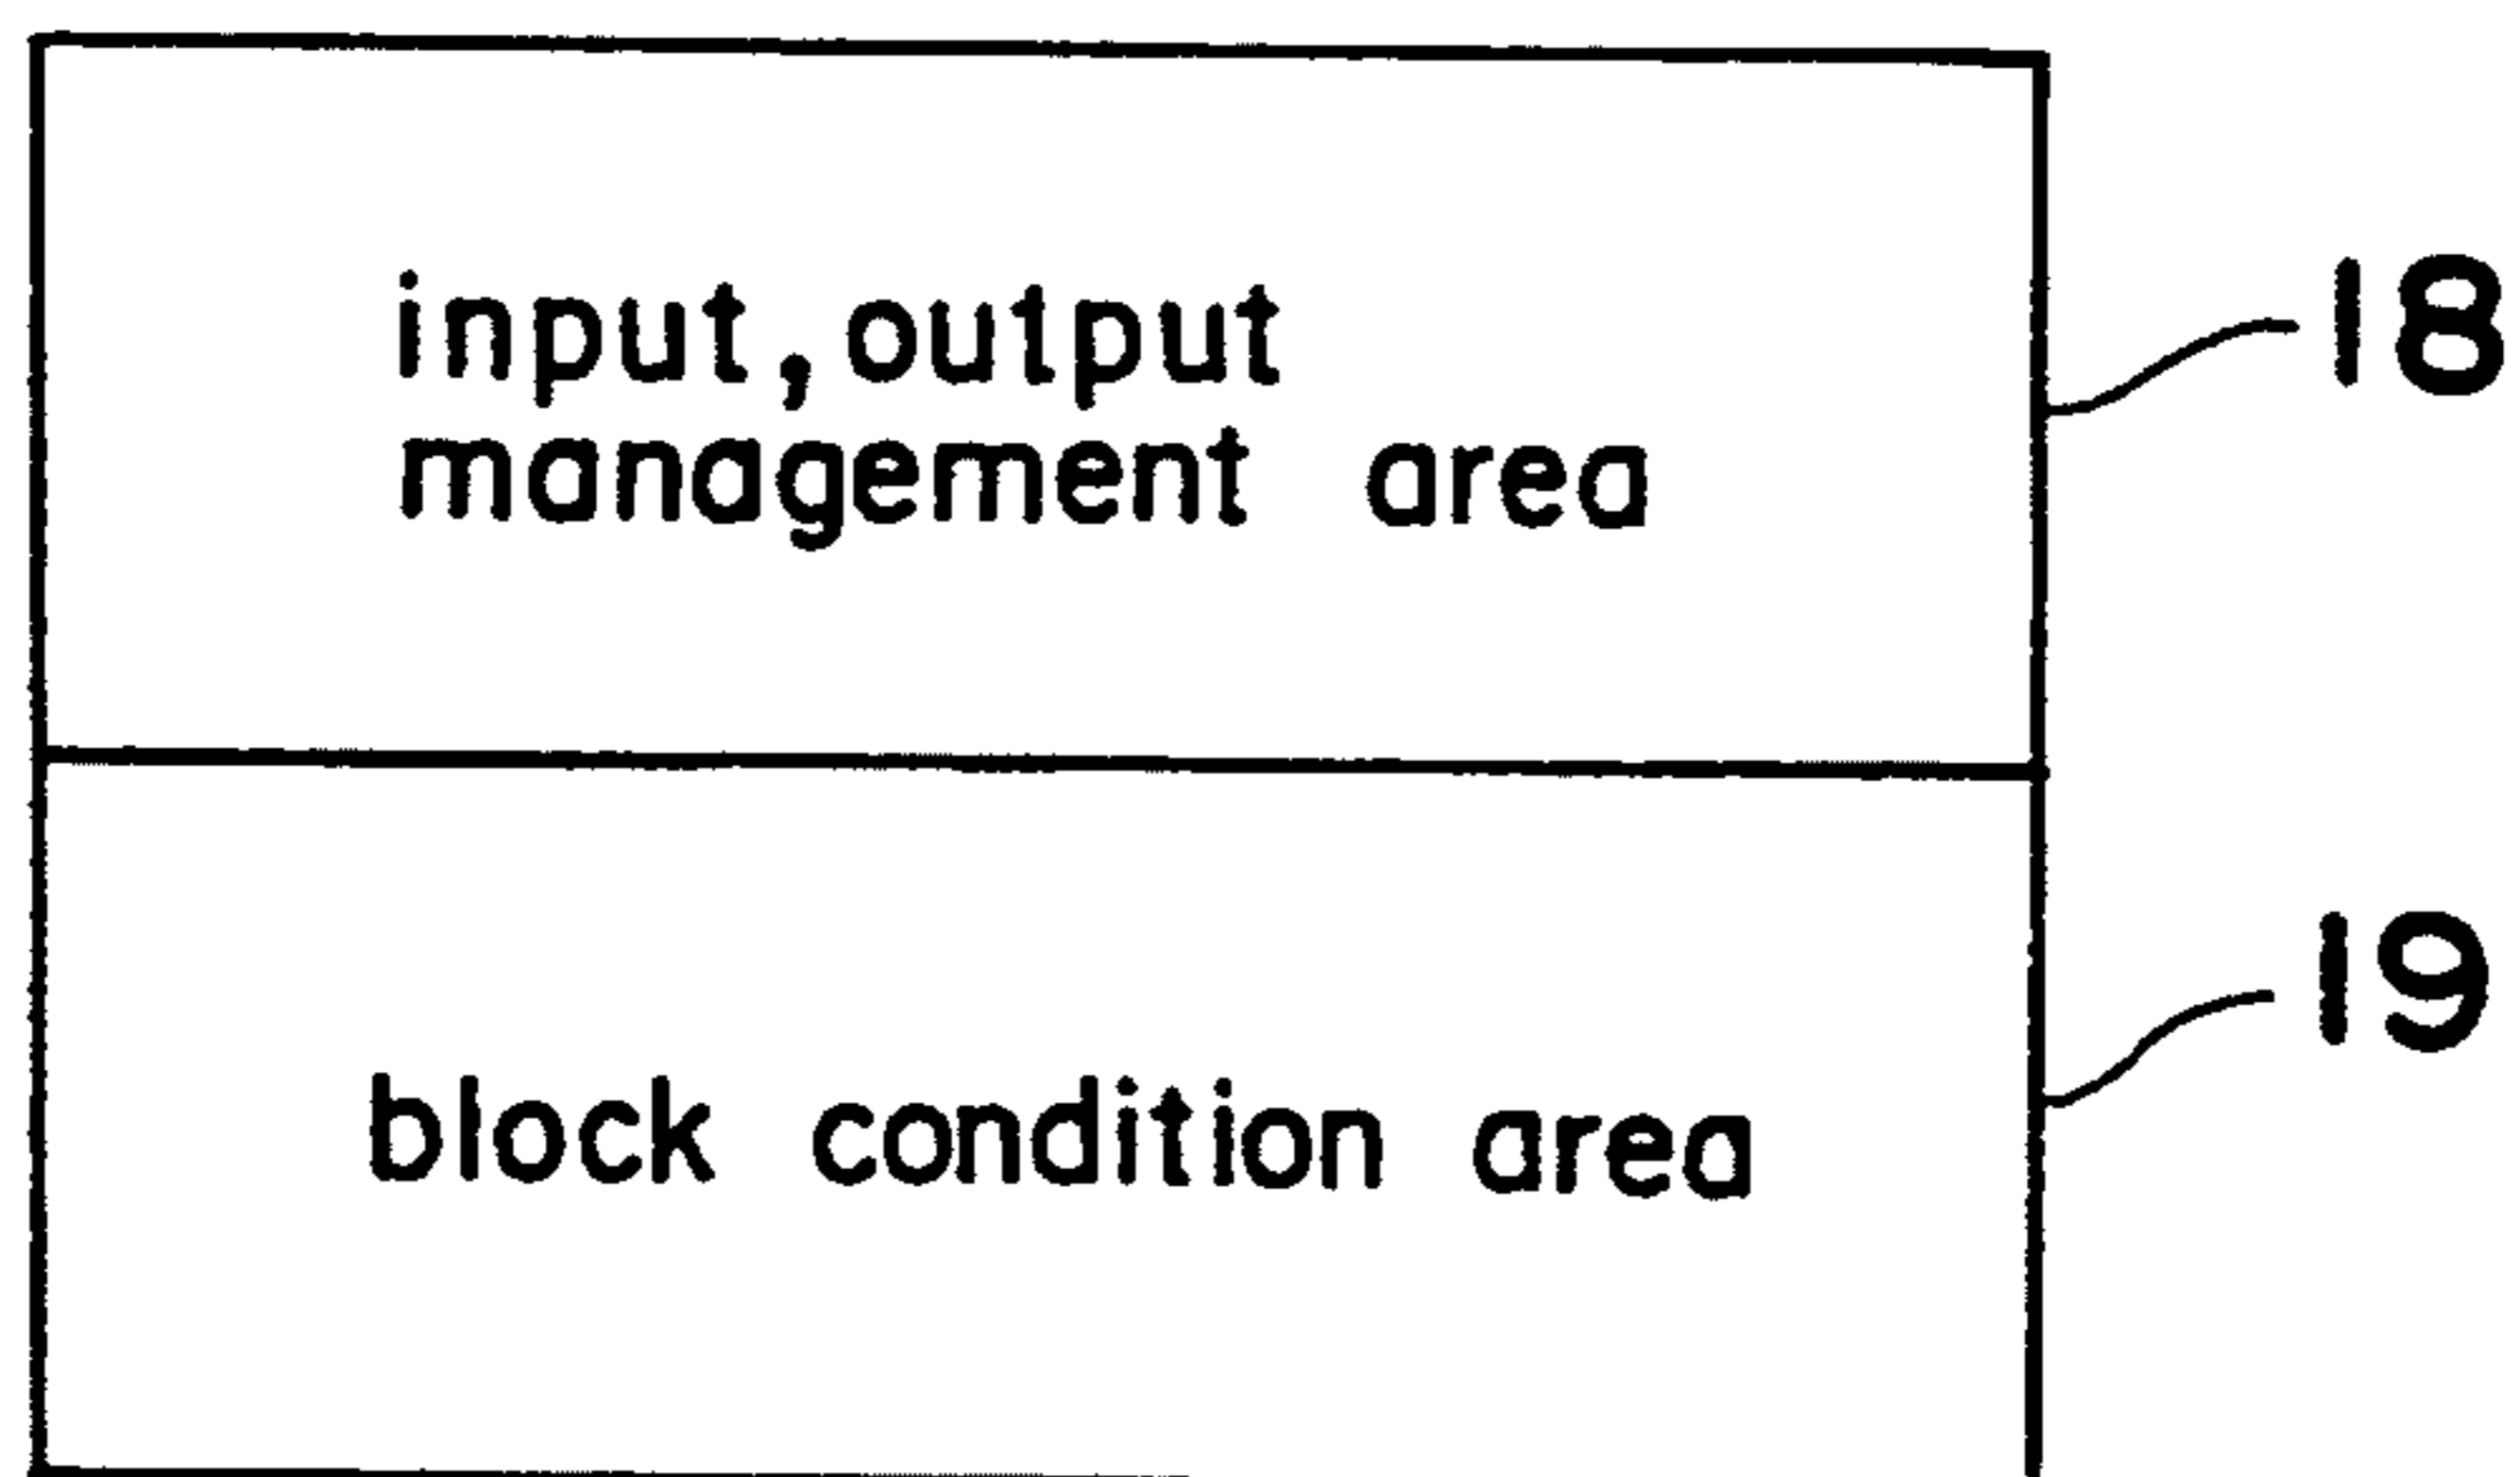 input,output
management area
18
19
block condition area